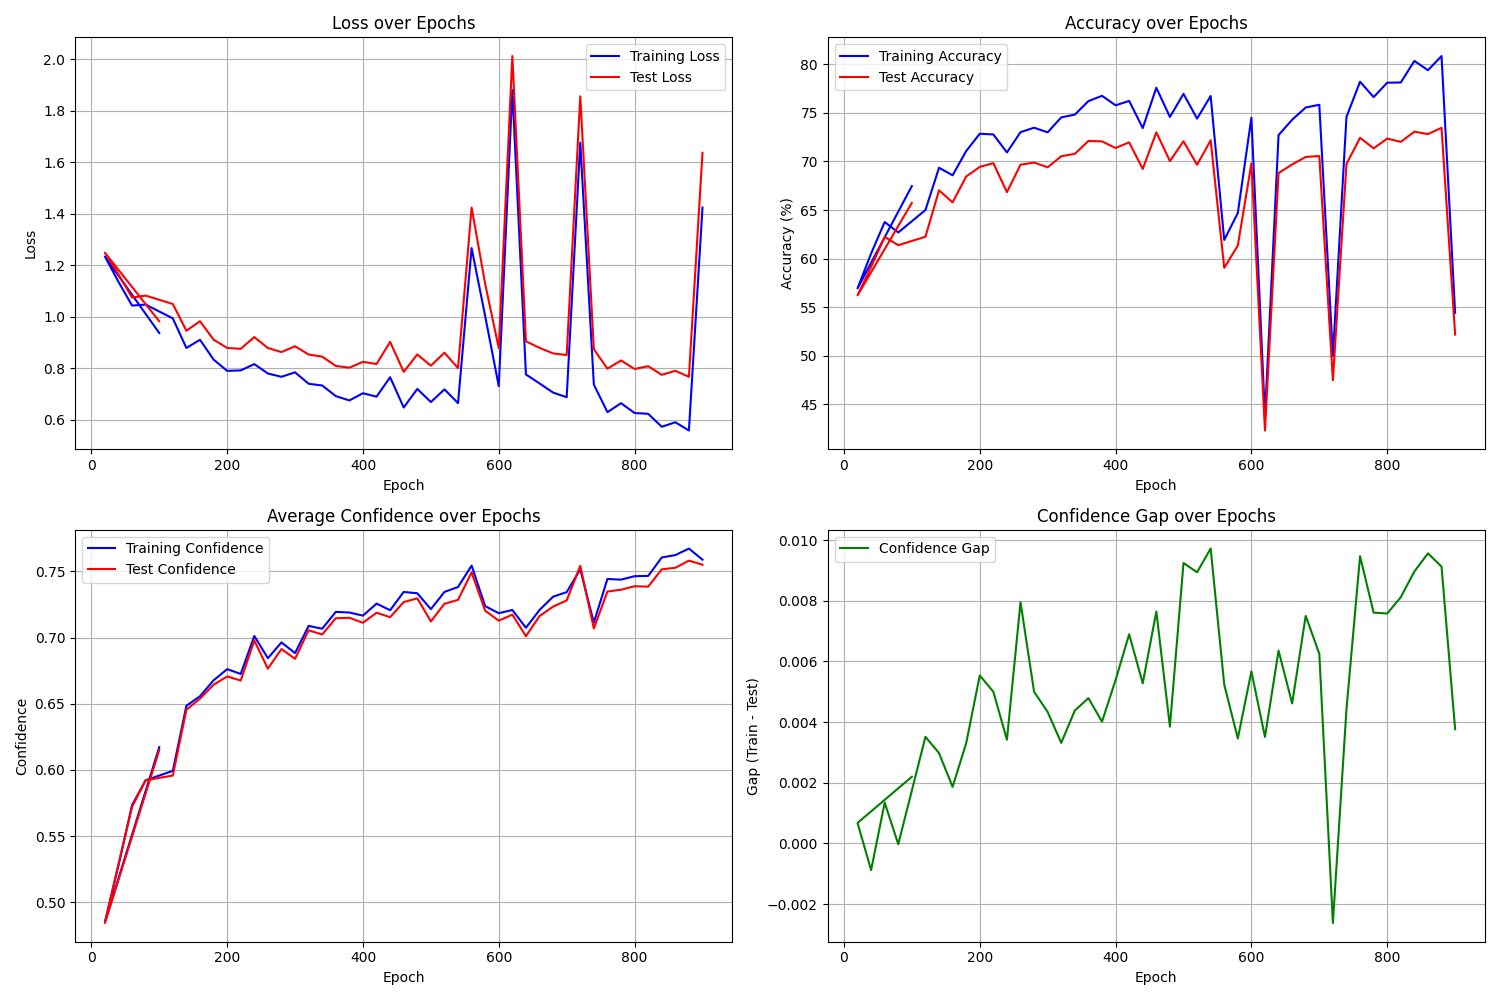 Loss over Epochs
Loss
2.0
1.8
1.6
1.4
1.2
1.0
0.8
0.6
Training Loss
Test Loss
0 200 400 600 800
Epoch
Accuracy over Epochs
Accuracy (%)
80
75
70
65
60
55
50
45
Training Accuracy
Test Accuracy
0 200 400 600 800
Epoch
Average Confidence over Epochs
Confidence
0.75
0.70
0.65
0.60
0.55
0.50
Training Confidence
Test Confidence
0 200 400 600 800
Epoch
Confidence Gap over Epochs
Gap (Train - Test)
0.010
0.008
0.006
0.004
0.002
0.000
−0.002
Confidence Gap
0 200 400 600 800
Epoch